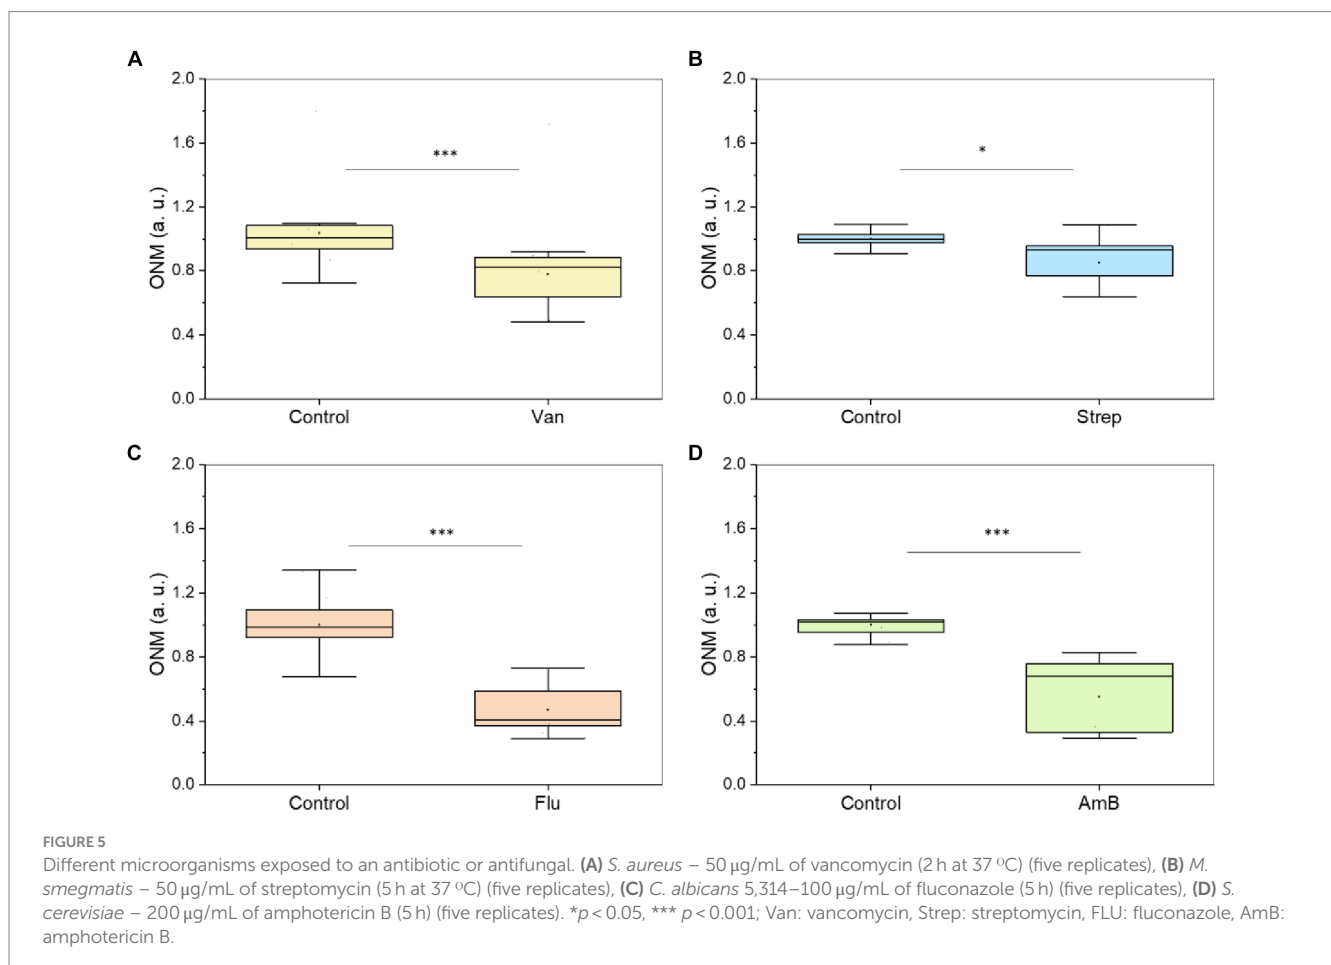 A
B
2.0
1.6
1.2
0.8
0.4
0.0
ONM (a. u.)
***
Control
Van
2.0
1.6
1.2
0.8
0.4
0.0
ONM (a. u.)
*
Control
Strep
C
D
2.0
1.6
1.2
0.8
0.4
0.0
ONM (a. u.)
***
Control
Flu
2.0
1.6
1.2
0.8
0.4
0.0
ONM (a. u.)
***
Control
AmB
FIGURE 5
Different microorganisms exposed to an antibiotic or antifungal. (A) S. aureus – 50 μg/mL of vancomycin (2 h at 37 ºC) (five replicates), (B) M.
smegmatis – 50 μg/mL of streptomycin (5 h at 37 ºC) (five replicates), (C) C. albicans 5,314–100 μg/mL of fluconazole (5 h) (five replicates), (D) S.
cerevisiae – 200 μg/mL of amphotericin B (5 h) (five replicates). *p < 0.05, *** p < 0.001; Van: vancomycin, Strep: streptomycin, FLU: fluconazole, AmB:
amphotericin B.